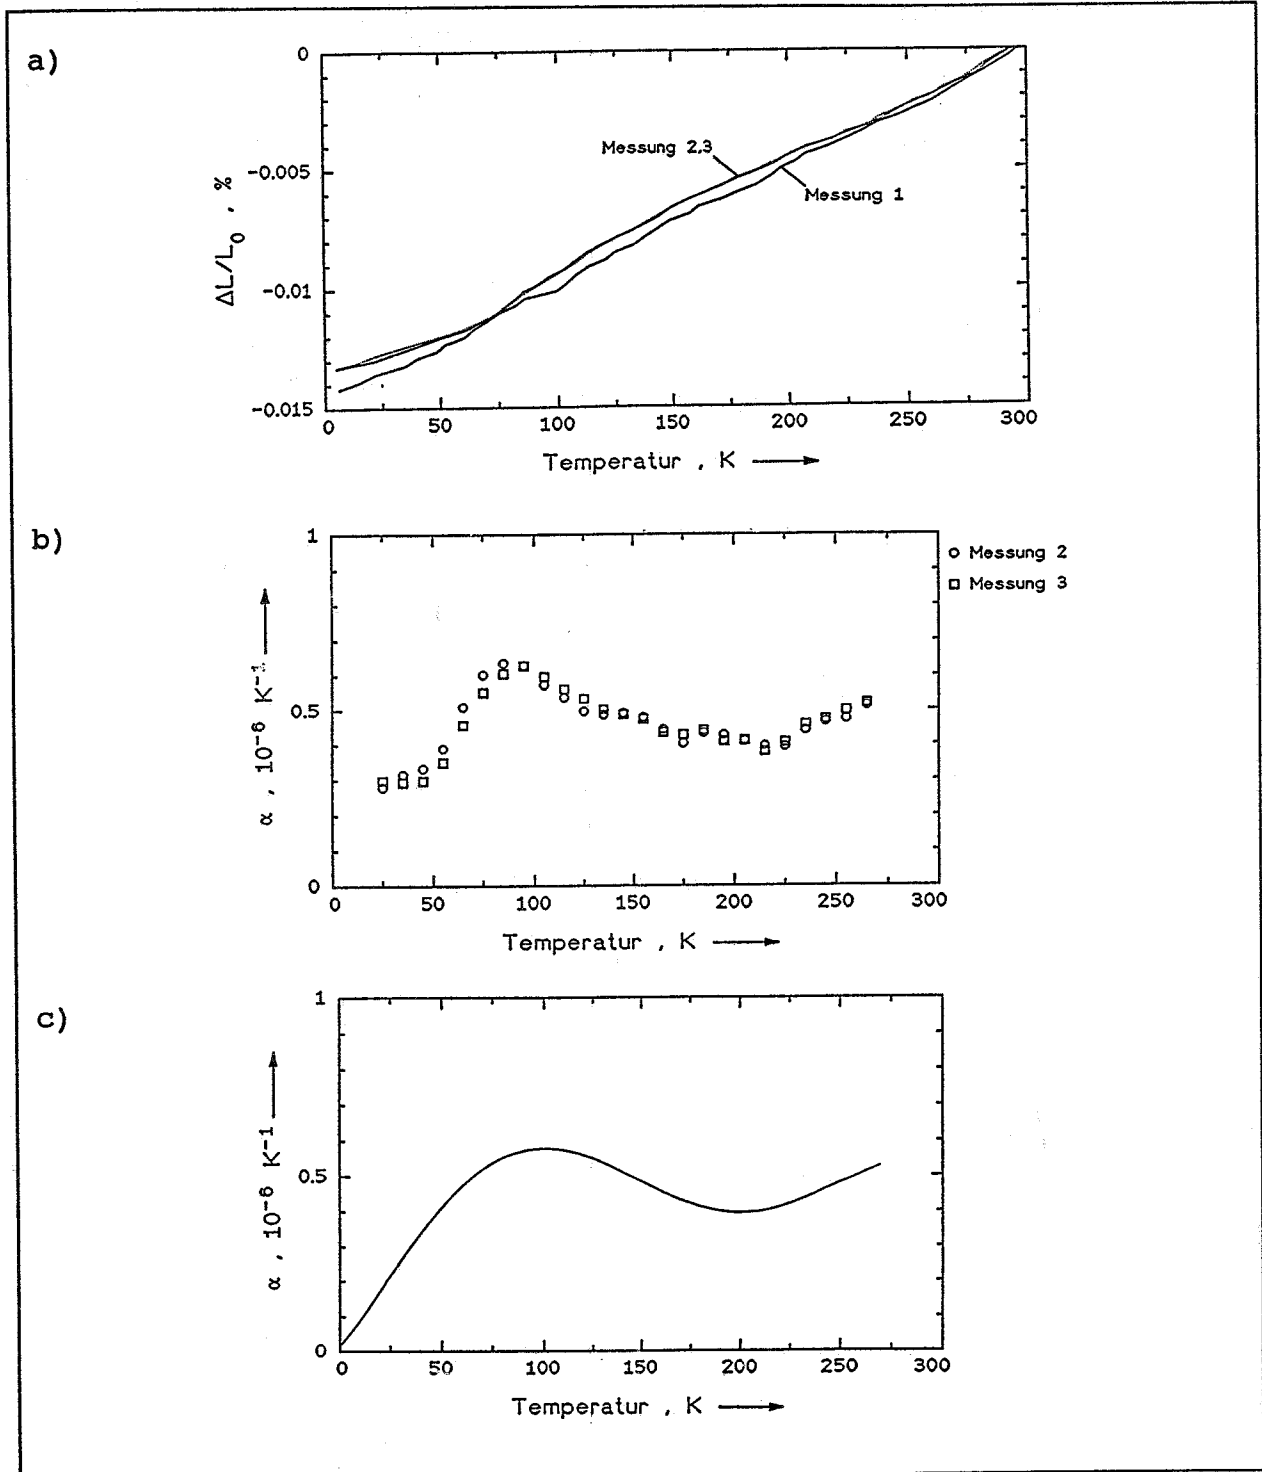 a)
0
-0.005
-0.01
-0.015
ΔL/L₀ , %
Messung 2,3
Messung 1
0 50 100 150 200 250 300
Temperatur , K
b)
1
0.5
0
α , 10⁻⁶ K⁻¹
○ Messung 2
□ Messung 3
0 50 100 150 200 250 300
Temperatur , K
c)
1
0.5
0
α , 10⁻⁶ K⁻¹
0 50 100 150 200 250 300
Temperatur , K